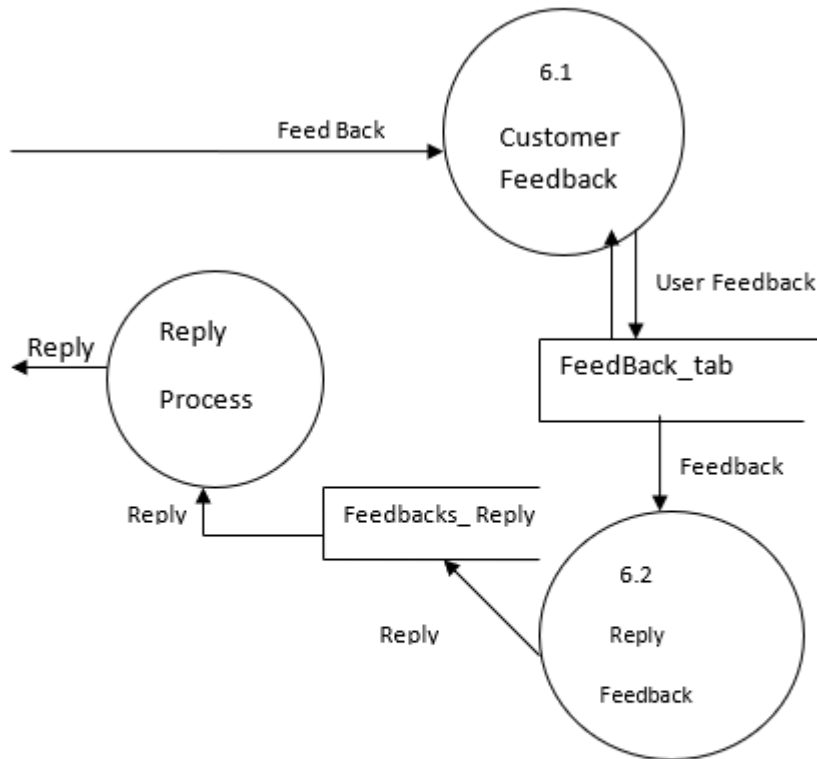 6.1
Feed Back
Customer
Feedback
User Feedback
Reply
Reply
Process
FeedBack_tab
Feedback
Reply
Feedbacks_ Reply
6.2
Reply
Reply
Feedback